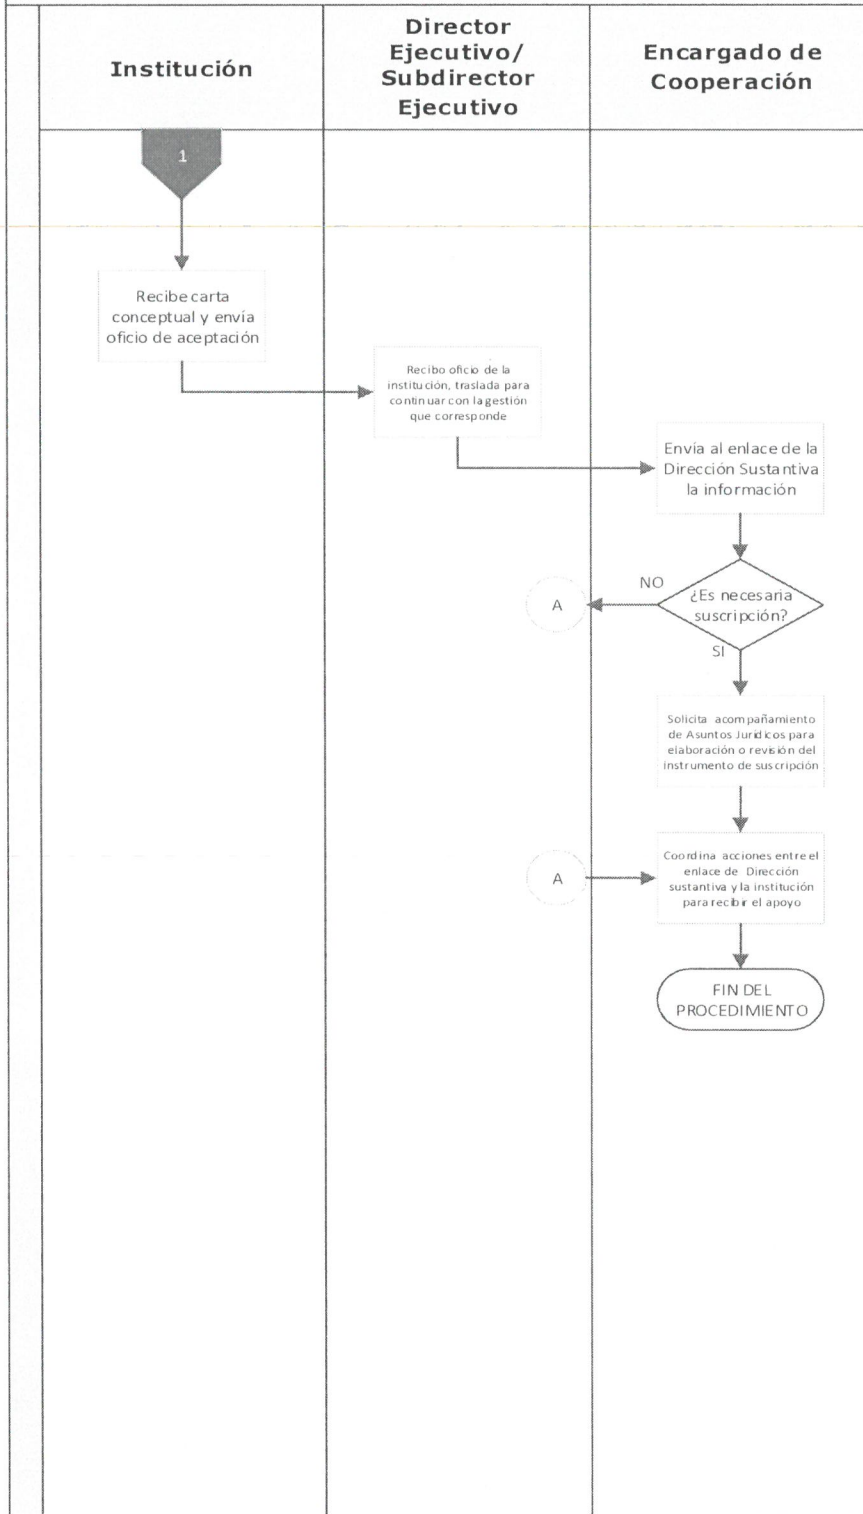 Institución
Director
Ejecutivo/
Subdirector
Ejecutivo
Encargado de
Cooperación
1
Recibe carta
conceptual y envía
oficio de aceptación
Recibo oficio de la
institución, traslada para
continuar con la gestión
que corresponde
Envía al enlace de la
Dirección Sustantiva
la información
¿Es necesaria
suscripción?
NO
A
SI
Solicita acompañamiento
de Asuntos Jurídicos para
elaboración o revisión del
instrumento de suscripción
A
Coordina acciones entre el
enlace de Dirección
sustantiva y la institución
para recibir el apoyo
FIN DEL
PROCEDIMIENTO